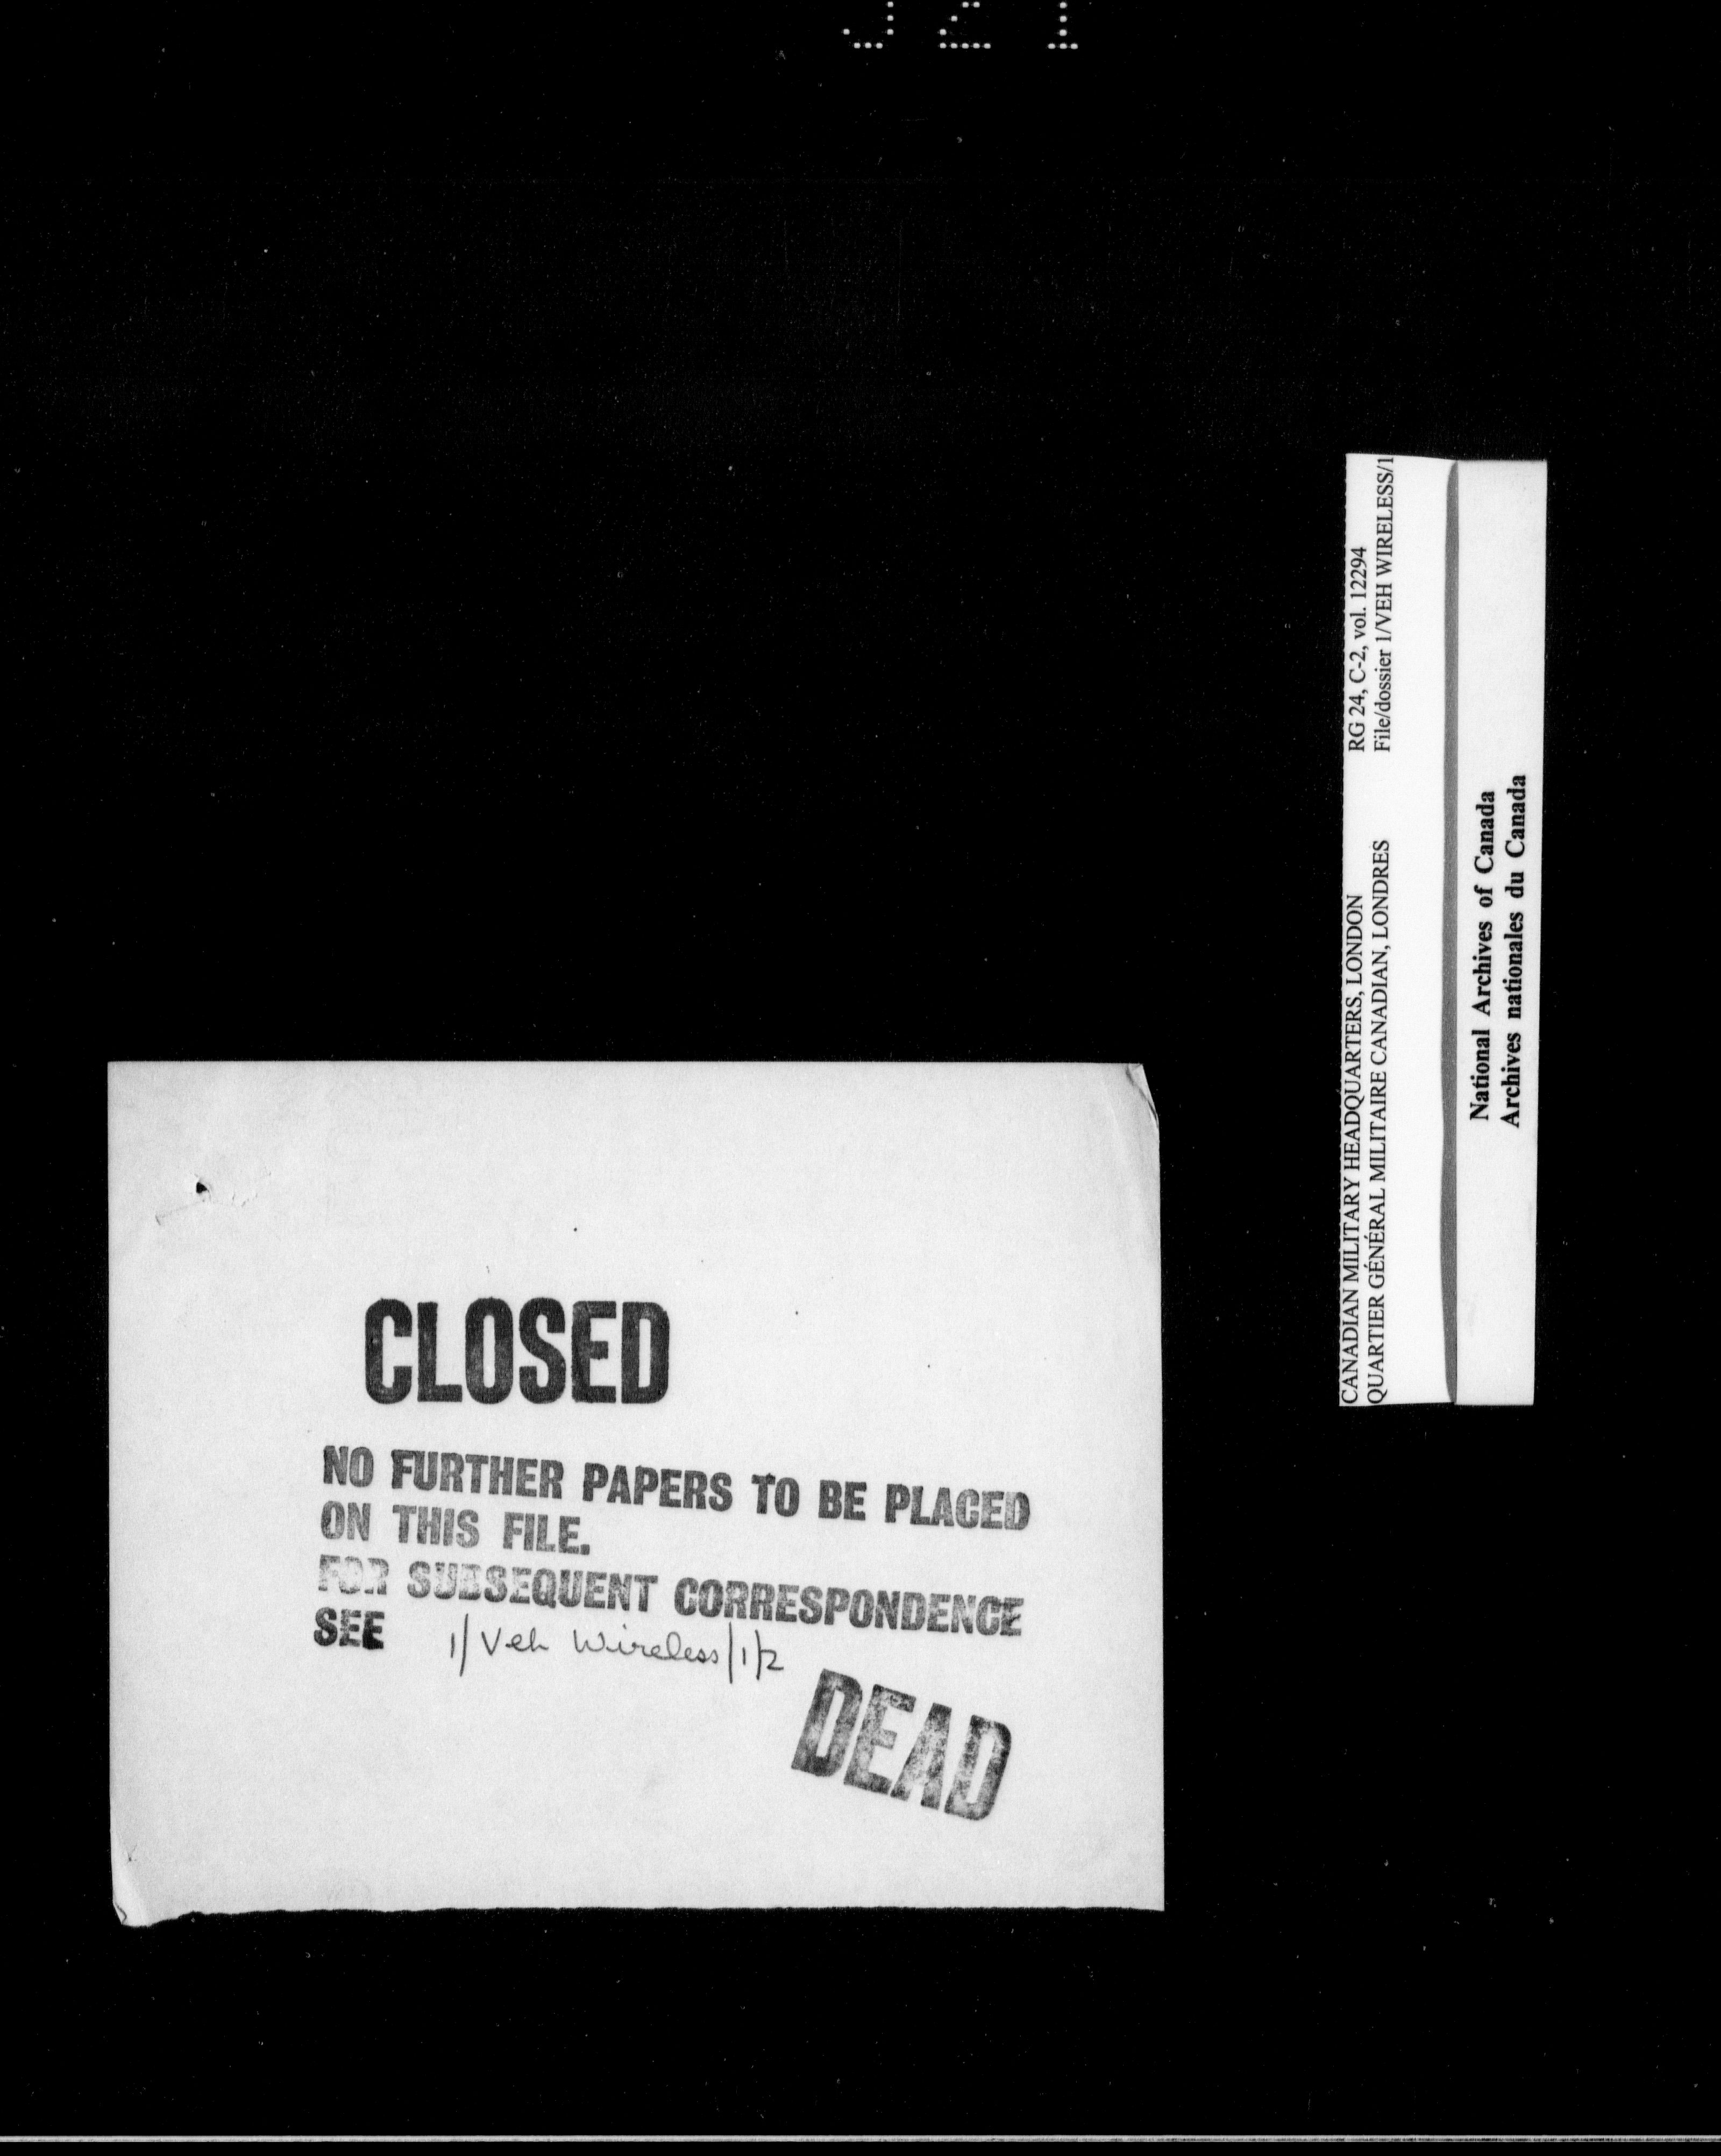 CLOSED
NO FURTHER PAPERS TO BE PLACED
ON THIS FILE.
FOR SUBSEQUENT CORRESPONDENCE
SEE 1/Veh Wireless/1/2
DEAD
CANADIAN MILITARY HEADQUARTERS, LONDON RG 24, C-2, vol. 12294
QUARTIER GÉNÉRAL MILITAIRE CANADIAN, LONDRES File/dossier 1/VEH WIRELESS/1
National Archives of Canada
Archives nationales du Canada